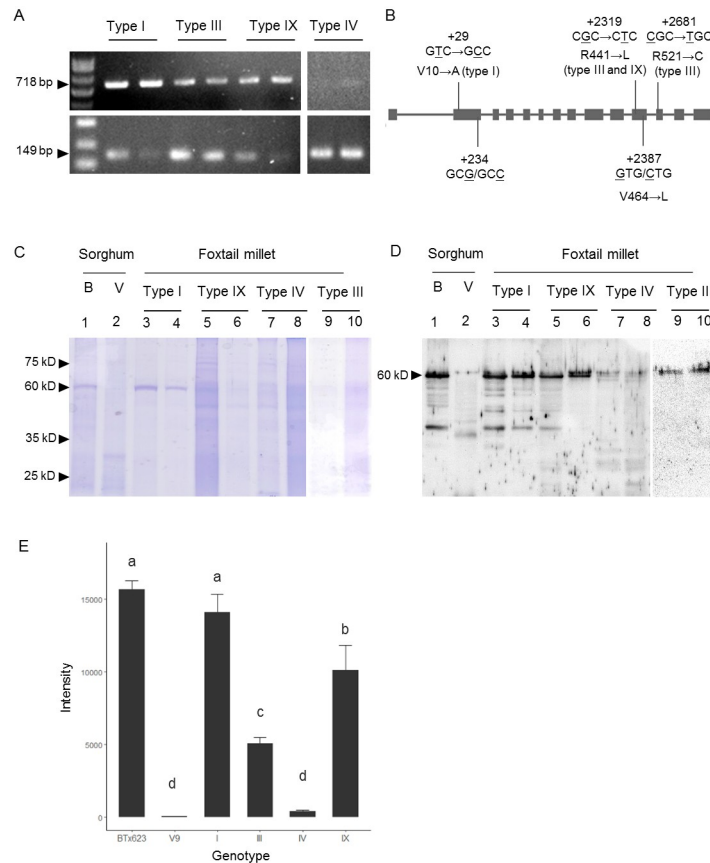 A
Type I Type III Type IX Type IV
718 bp
149 bp
B
+29
GTC→GCC
V10→A (type I)
+2319
CGC→CTC
R441→L
(type III and IX)
+2681
CGC→TGC
R521→C
(type III)
+234
GCG/GCC
+2387
GTG/CTG
V464→L
C
Sorghum Foxtail millet
B V Type I Type IX Type IV Type III
1 2 3 4 5 6 7 8 9 10
75 kD
60 kD
35 kD
25 kD
D
Sorghum Foxtail millet
B V Type I Type IX Type IV Type II
1 2 3 4 5 6 7 8 9 10
60 kD
E
Intensity
15000
10000
5000
0
a
d
a
c
d
b
BTx623 V9 I III IV IX
Genotype